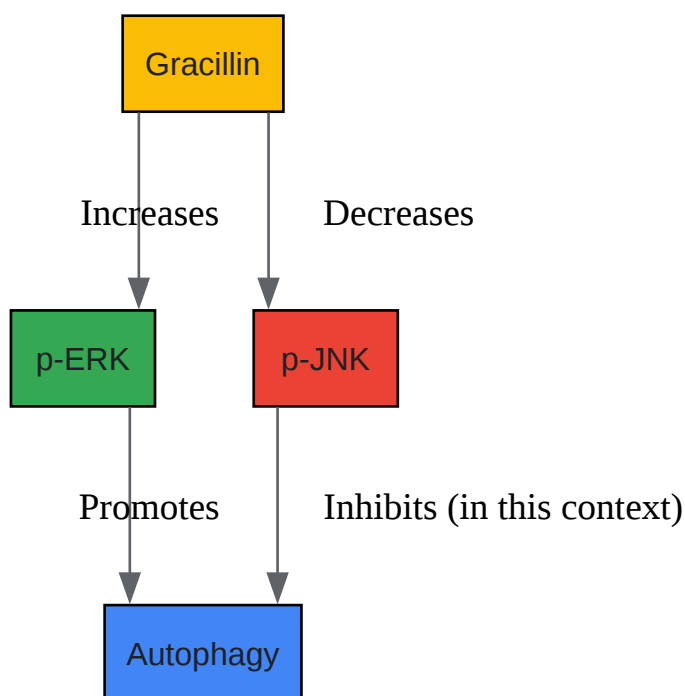 Gracillin
Increases
Decreases
p-ERK
p-JNK
Promotes
Inhibits (in this context)
Autophagy